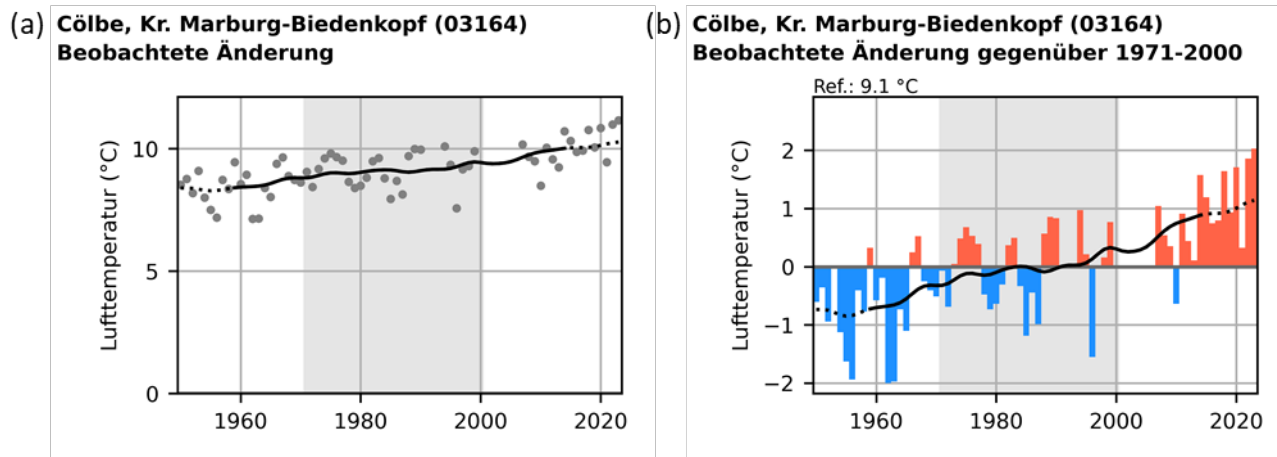 (a) Cölbe, Kr. Marburg-Biedenkopf (03164)
Beobachtete Änderung
Lufttemperatur (°C)
10
5
0
1960 1980 2000 2020
(b) Cölbe, Kr. Marburg-Biedenkopf (03164)
Beobachtete Änderung gegenüber 1971-2000
Ref.: 9.1 °C
Lufttemperatur (°C)
2
1
0
−1
−2
1960 1980 2000 2020